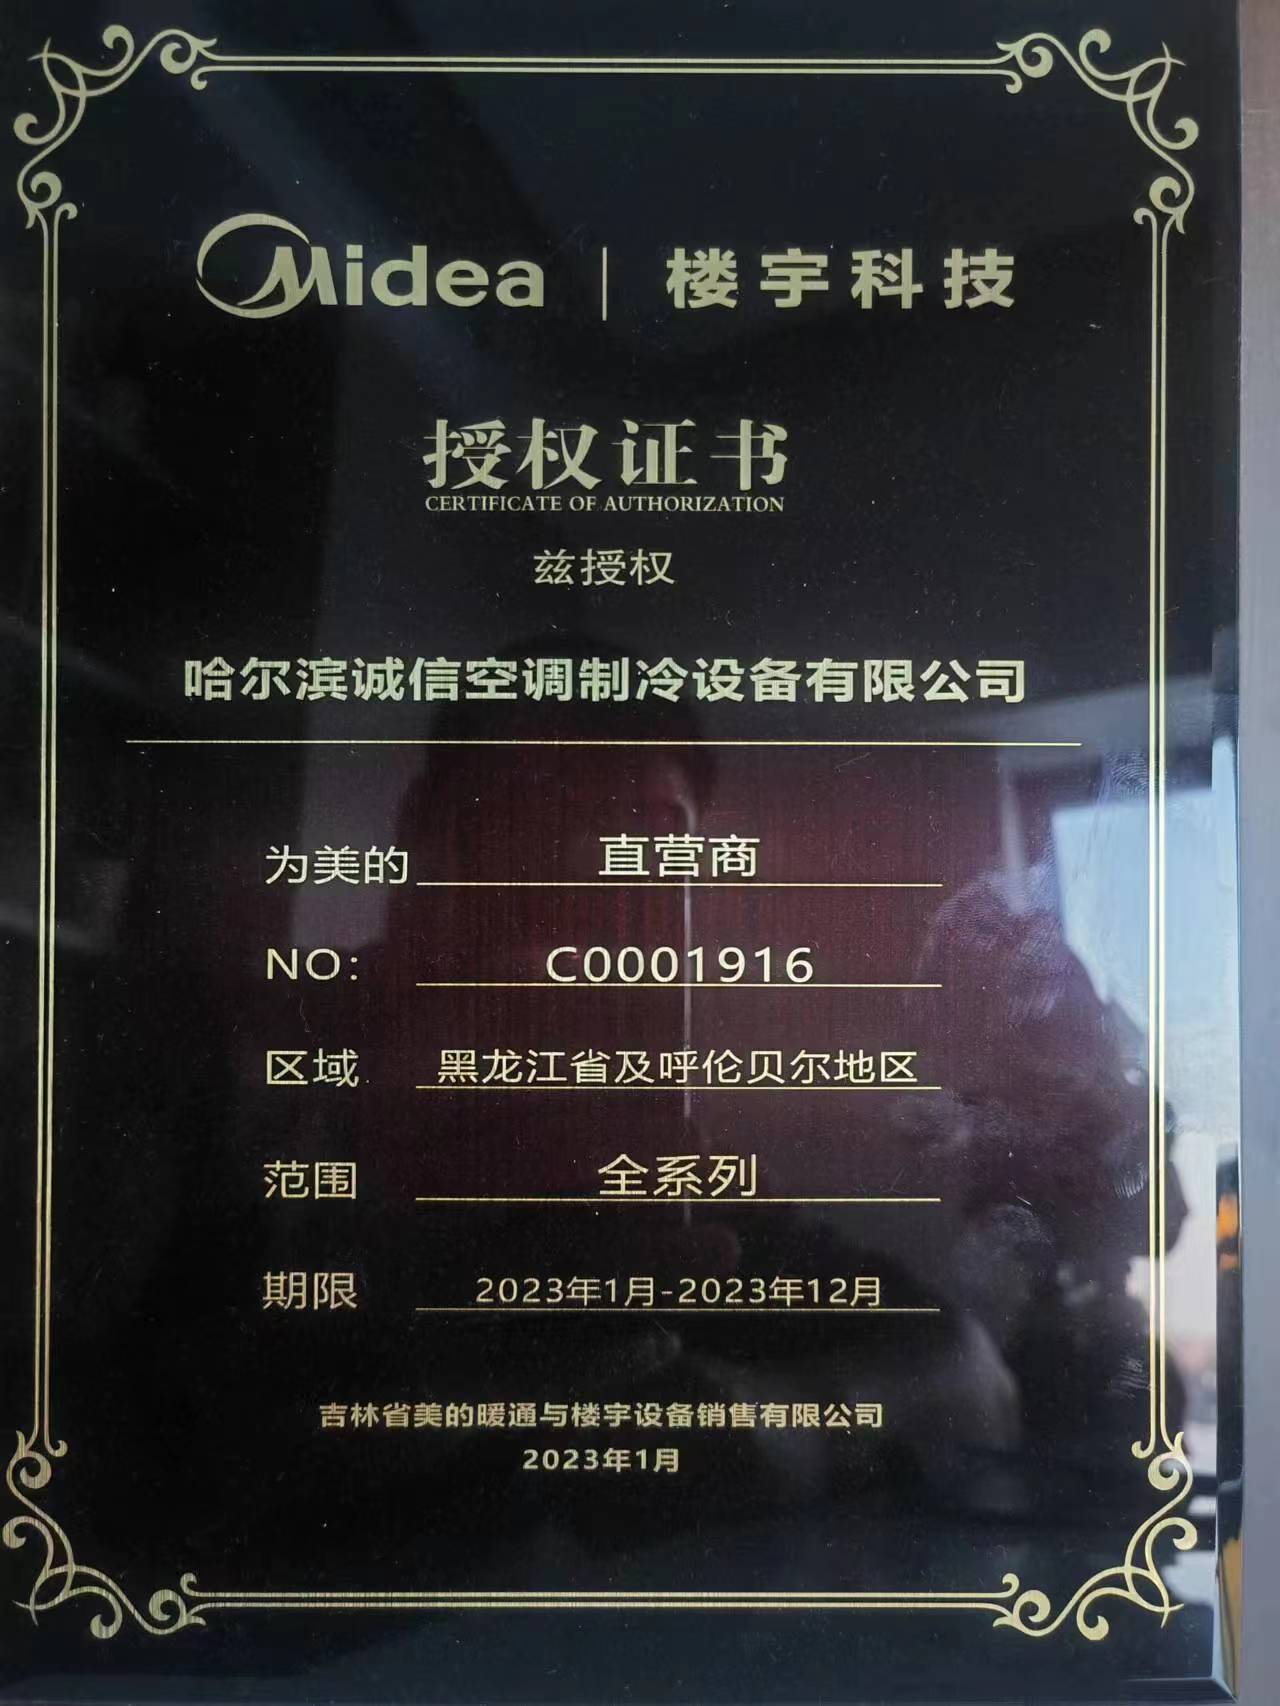 Midea | 楼宇科技
授权证书
CERTIFICATE OF AUTHORIZATION
兹授权
哈尔滨诚信空调制冷设备有限公司
为美的 直营商
NO: C0001916
区域 黑龙江省及呼伦贝尔地区
范围 全系列
期限 2023年1月-2023年12月
吉林省美的暖通与楼宇设备销售有限公司
2023年1月